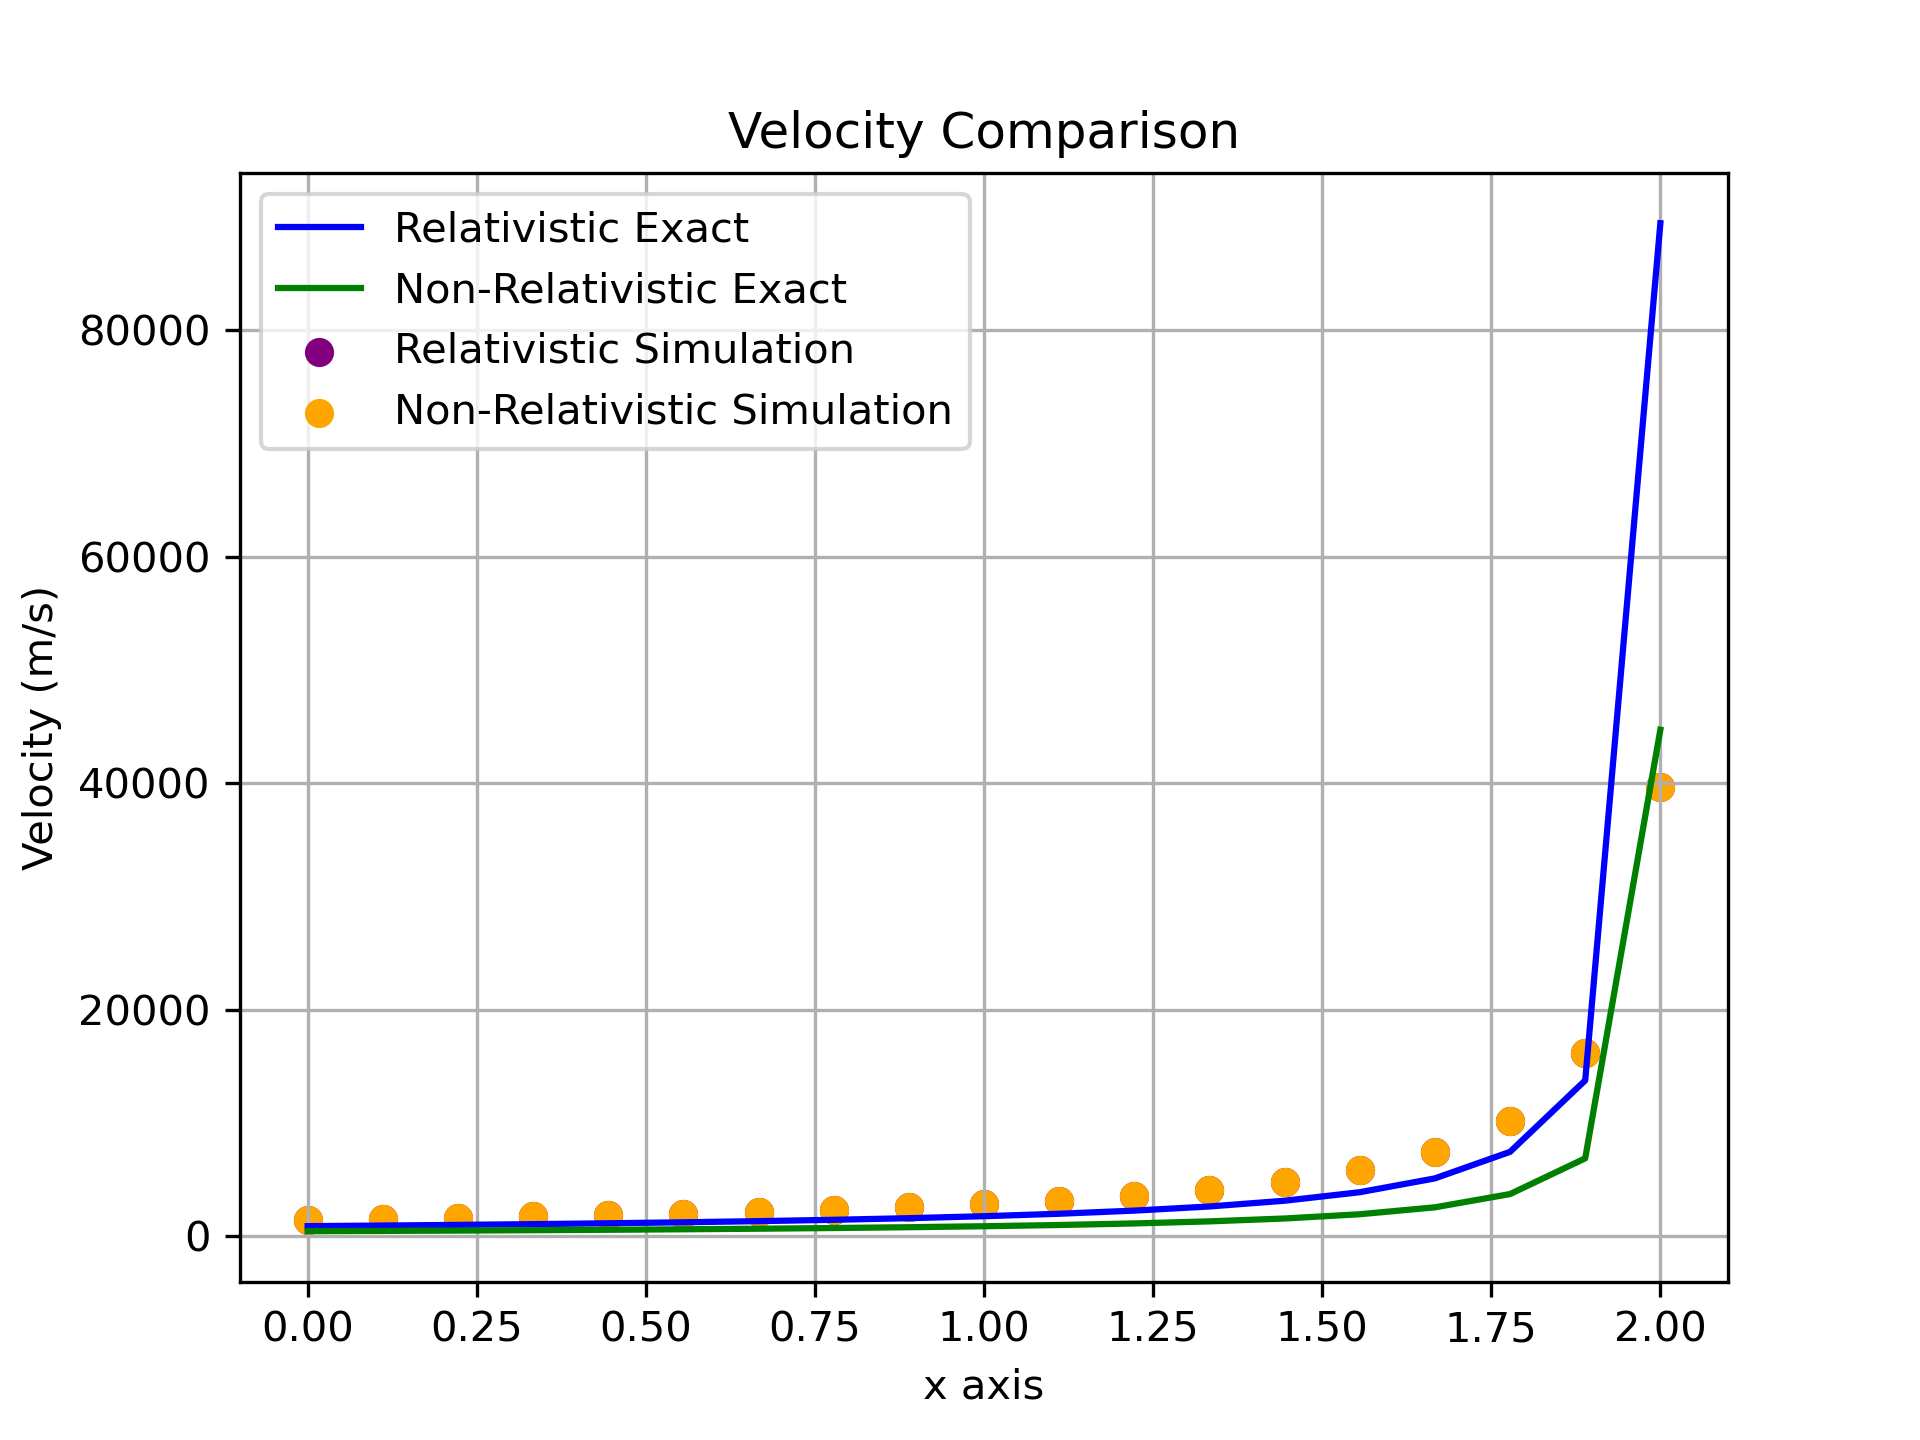 Velocity Comparison
Relativistic Exact
Non-Relativistic Exact
Relativistic Simulation
Non-Relativistic Simulation
80000
60000
40000
20000
0
Velocity (m/s)
0.00 0.25 0.50 0.75 1.00 1.25 1.50 1.75 2.00
x axis